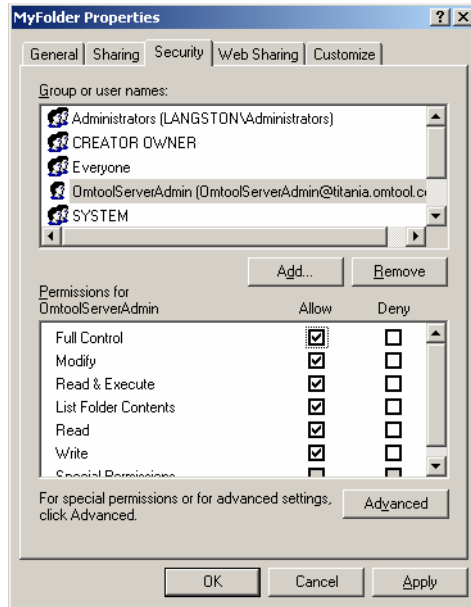 MyFolder Properties
General Sharing Security Web Sharing Customize
Group or user names:
Administrators (LANGSTON\Administrators)
CREATOR OWNER
Everyone
OmtoolServerAdmin (OmtoolServerAdmin@titania.omtool.c
SYSTEM
Add... Remove
Permissions for
OmtoolServerAdmin Allow Deny
Full Control
Modify
Read & Execute
List Folder Contents
Read
Write
Special Permissions
For special permissions or for advanced settings,
click Advanced.
Advanced
OK Cancel Apply